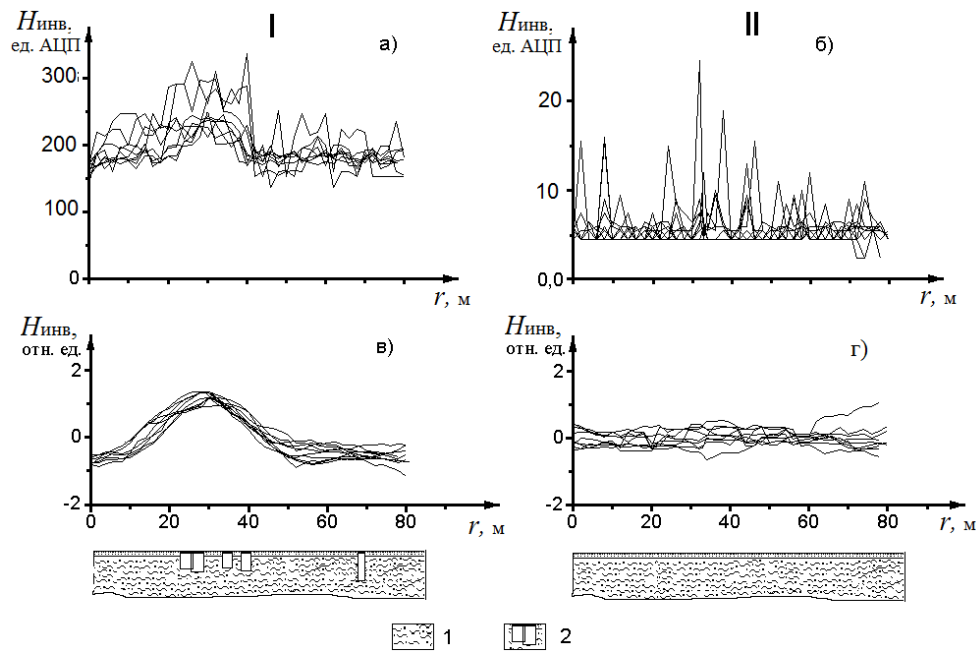 I
II
Hинв,
ед. АЦП
а)
300
200
100
0
r, м
Hинв,
ед. АЦП
б)
20
10
0,0
r, м
Hинв,
отн. ед.
в)
2
0
-2
0 20 40 60 80
r, м
Hинв,
отн. ед.
г)
2
0
-2
0 20 40 60 80
r, м
1
2